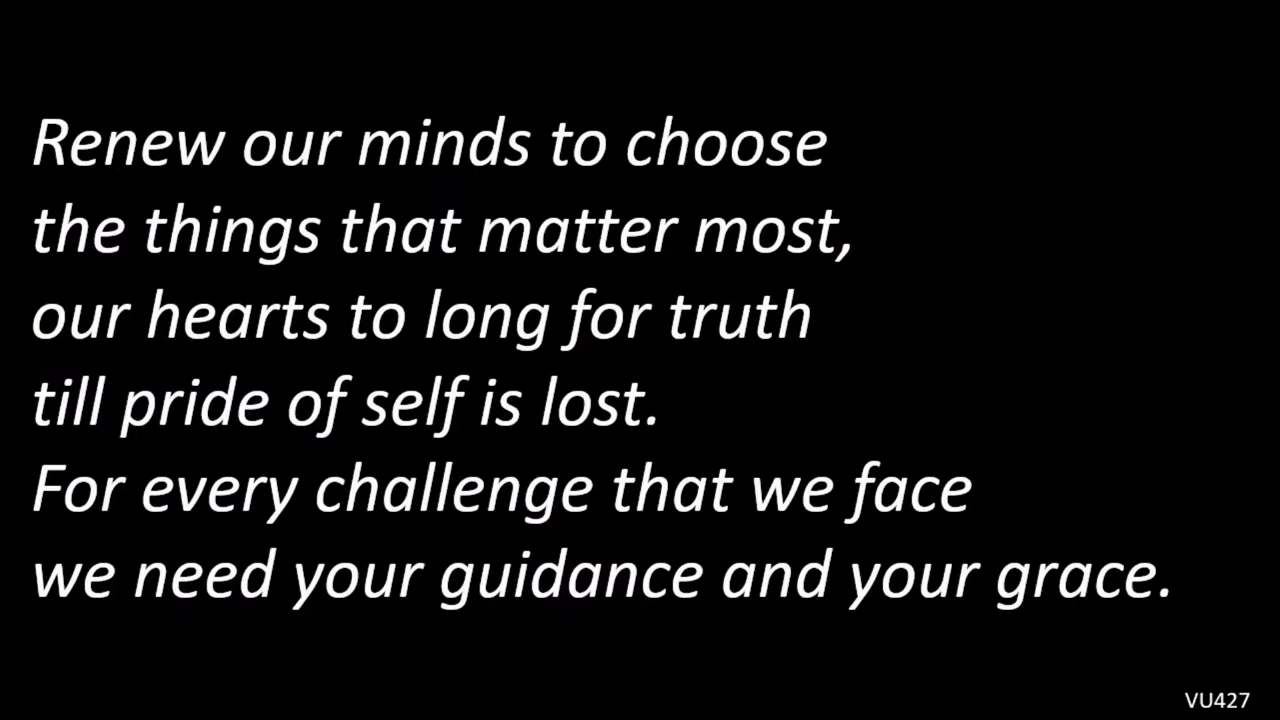 Renew our minds to choose
the things that matter most,
our hearts to long for truth
till pride of self is lost.
For every challenge that we face
we need your guidance and your grace.
VU427